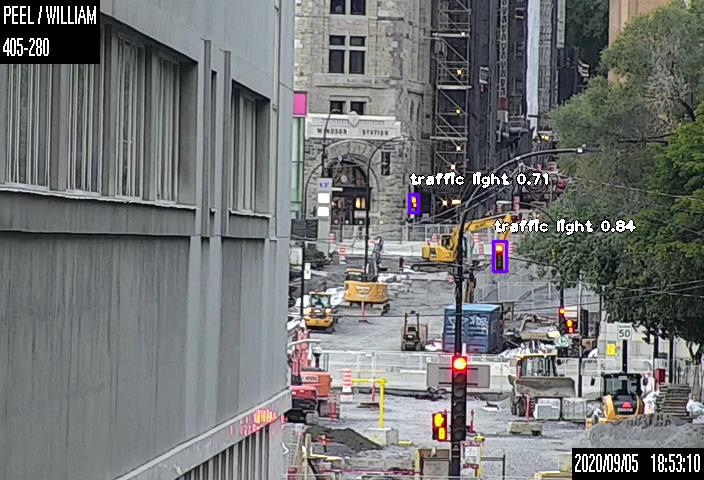 PEEL / WILLIAM
405-280
WINDSOR STATION
traffic light 0.71
traffic light 0.84
50
2020/09/05 18:53:10